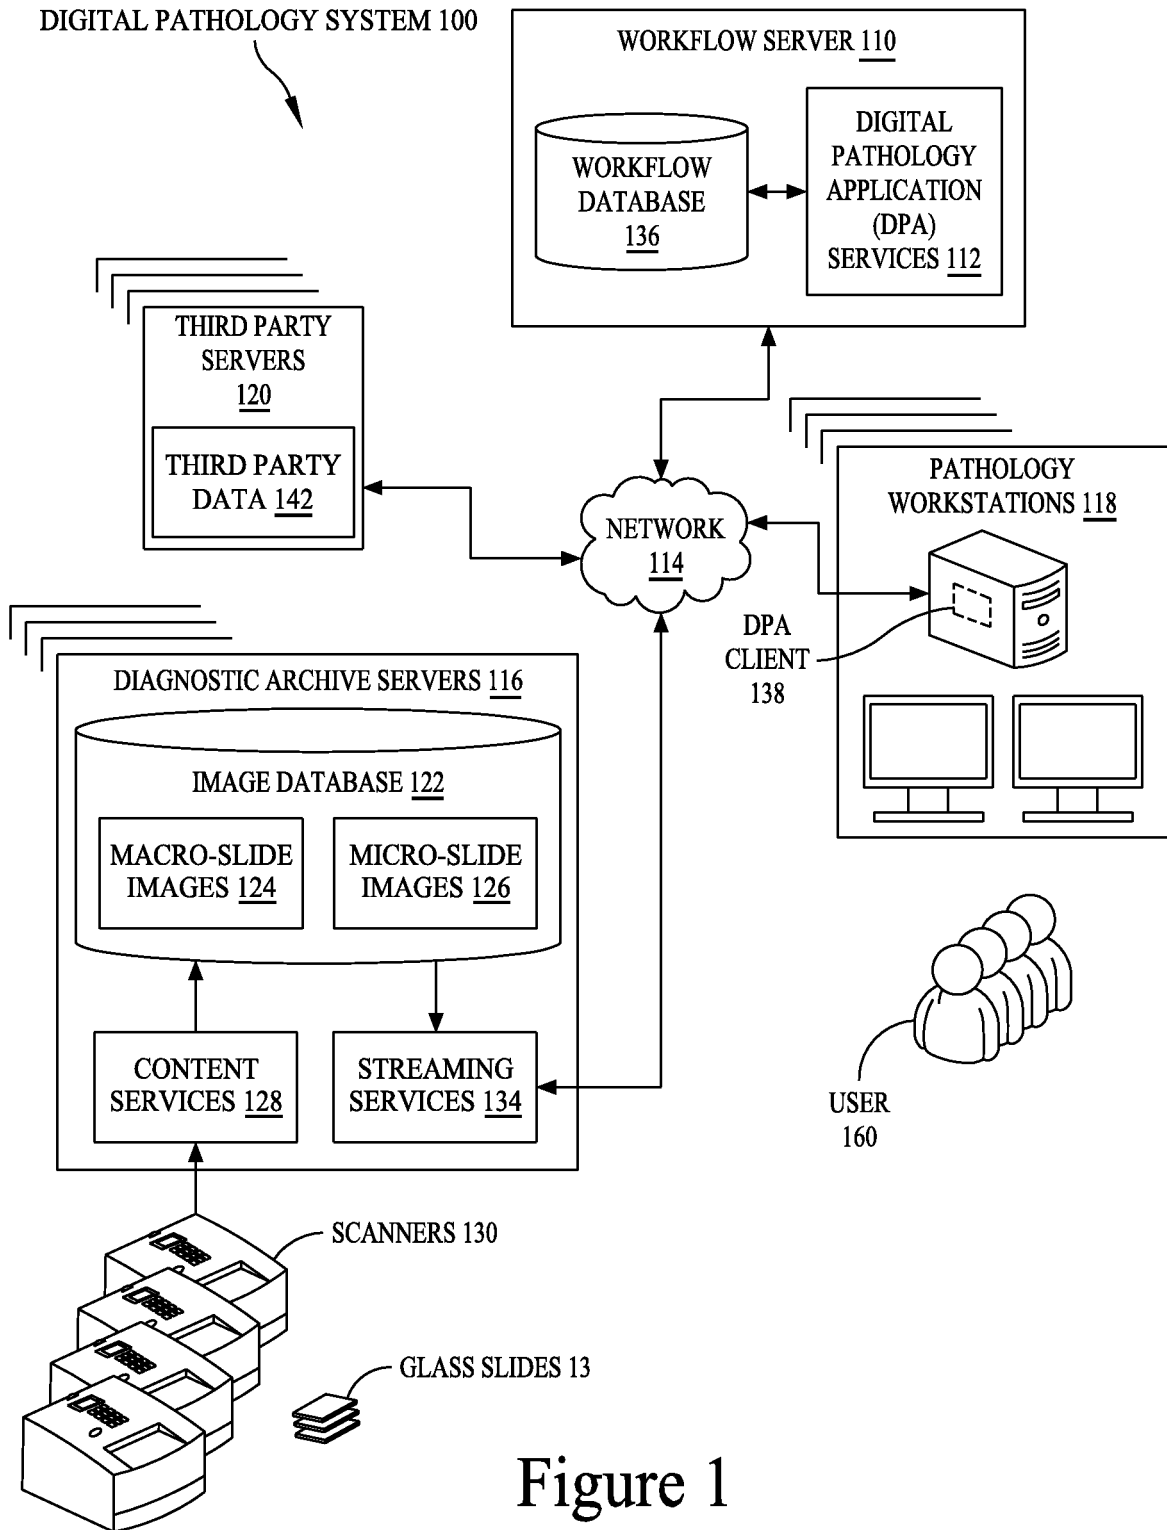 DIGITAL PATHOLOGY SYSTEM 100
WORKFLOW SERVER 110
WORKFLOW
DATABASE
136
DIGITAL
PATHOLOGY
APPLICATION
(DPA)
SERVICES 112
THIRD PARTY
SERVERS
120
THIRD PARTY
DATA 142
NETWORK
114
PATHOLOGY
WORKSTATIONS 118
DPA
CLIENT
138
DIAGNOSTIC ARCHIVE SERVERS 116
IMAGE DATABASE 122
MACRO-SLIDE
IMAGES 124
MICRO-SLIDE
IMAGES 126
CONTENT
SERVICES 128
STREAMING
SERVICES 134
USER
160
SCANNERS 130
GLASS SLIDES 13
Figure 1